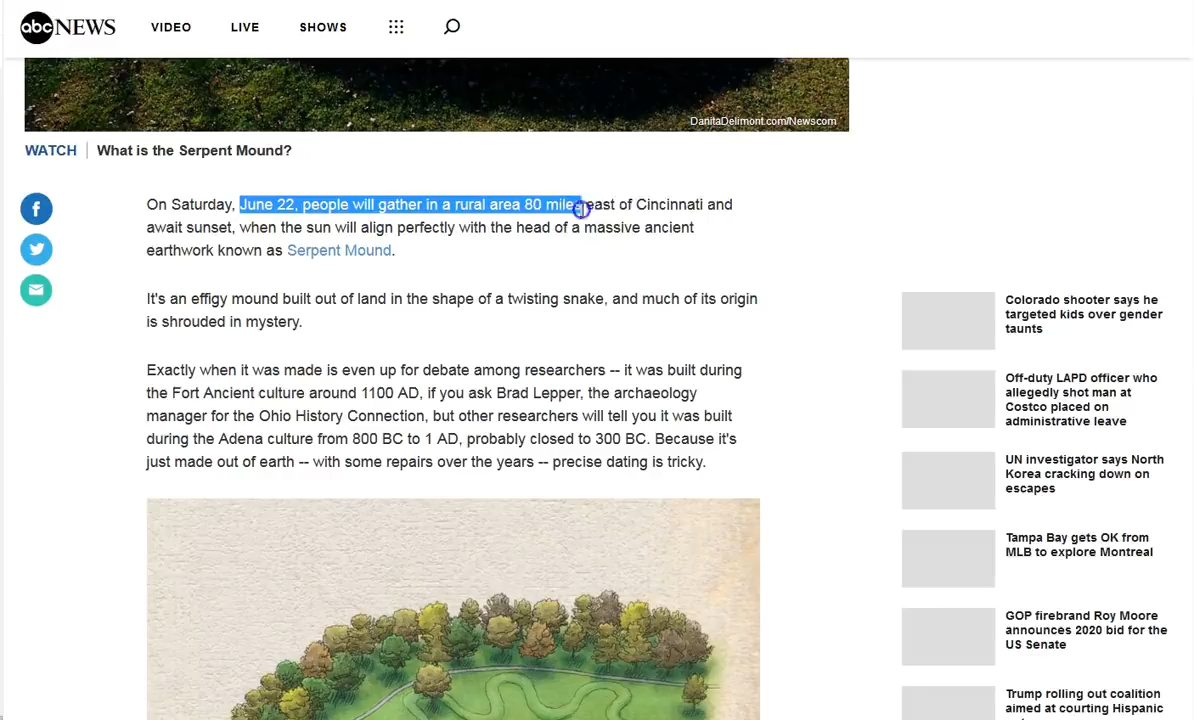 abc NEWS
VIDEO
LIVE
SHOWS
DanitaDelimont.com/Newscom
WATCH
What is the Serpent Mound?
On Saturday, June 22, people will gather in a rural area 80 miles east of Cincinnati and
await sunset, when the sun will align perfectly with the head of a massive ancient
earthwork known as Serpent Mound.
It's an effigy mound built out of land in the shape of a twisting snake, and much of its origin
is shrouded in mystery.
Exactly when it was made is even up for debate among researchers -- it was built during
the Fort Ancient culture around 1100 AD, if you ask Brad Lepper, the archaeology
manager for the Ohio History Connection, but other researchers will tell you it was built
during the Adena culture from 800 BC to 1 AD, probably closed to 300 BC. Because it's
just made out of earth -- with some repairs over the years -- precise dating is tricky.
Colorado shooter says he
targeted kids over gender
taunts
Off-duty LAPD officer who
allegedly shot man at
Costco placed on
administrative leave
UN investigator says North
Korea cracking down on
escapes
Tampa Bay gets OK from
MLB to explore Montreal
GOP firebrand Roy Moore
announces 2020 bid for the
US Senate
Trump rolling out coalition
aimed at courting Hispanic